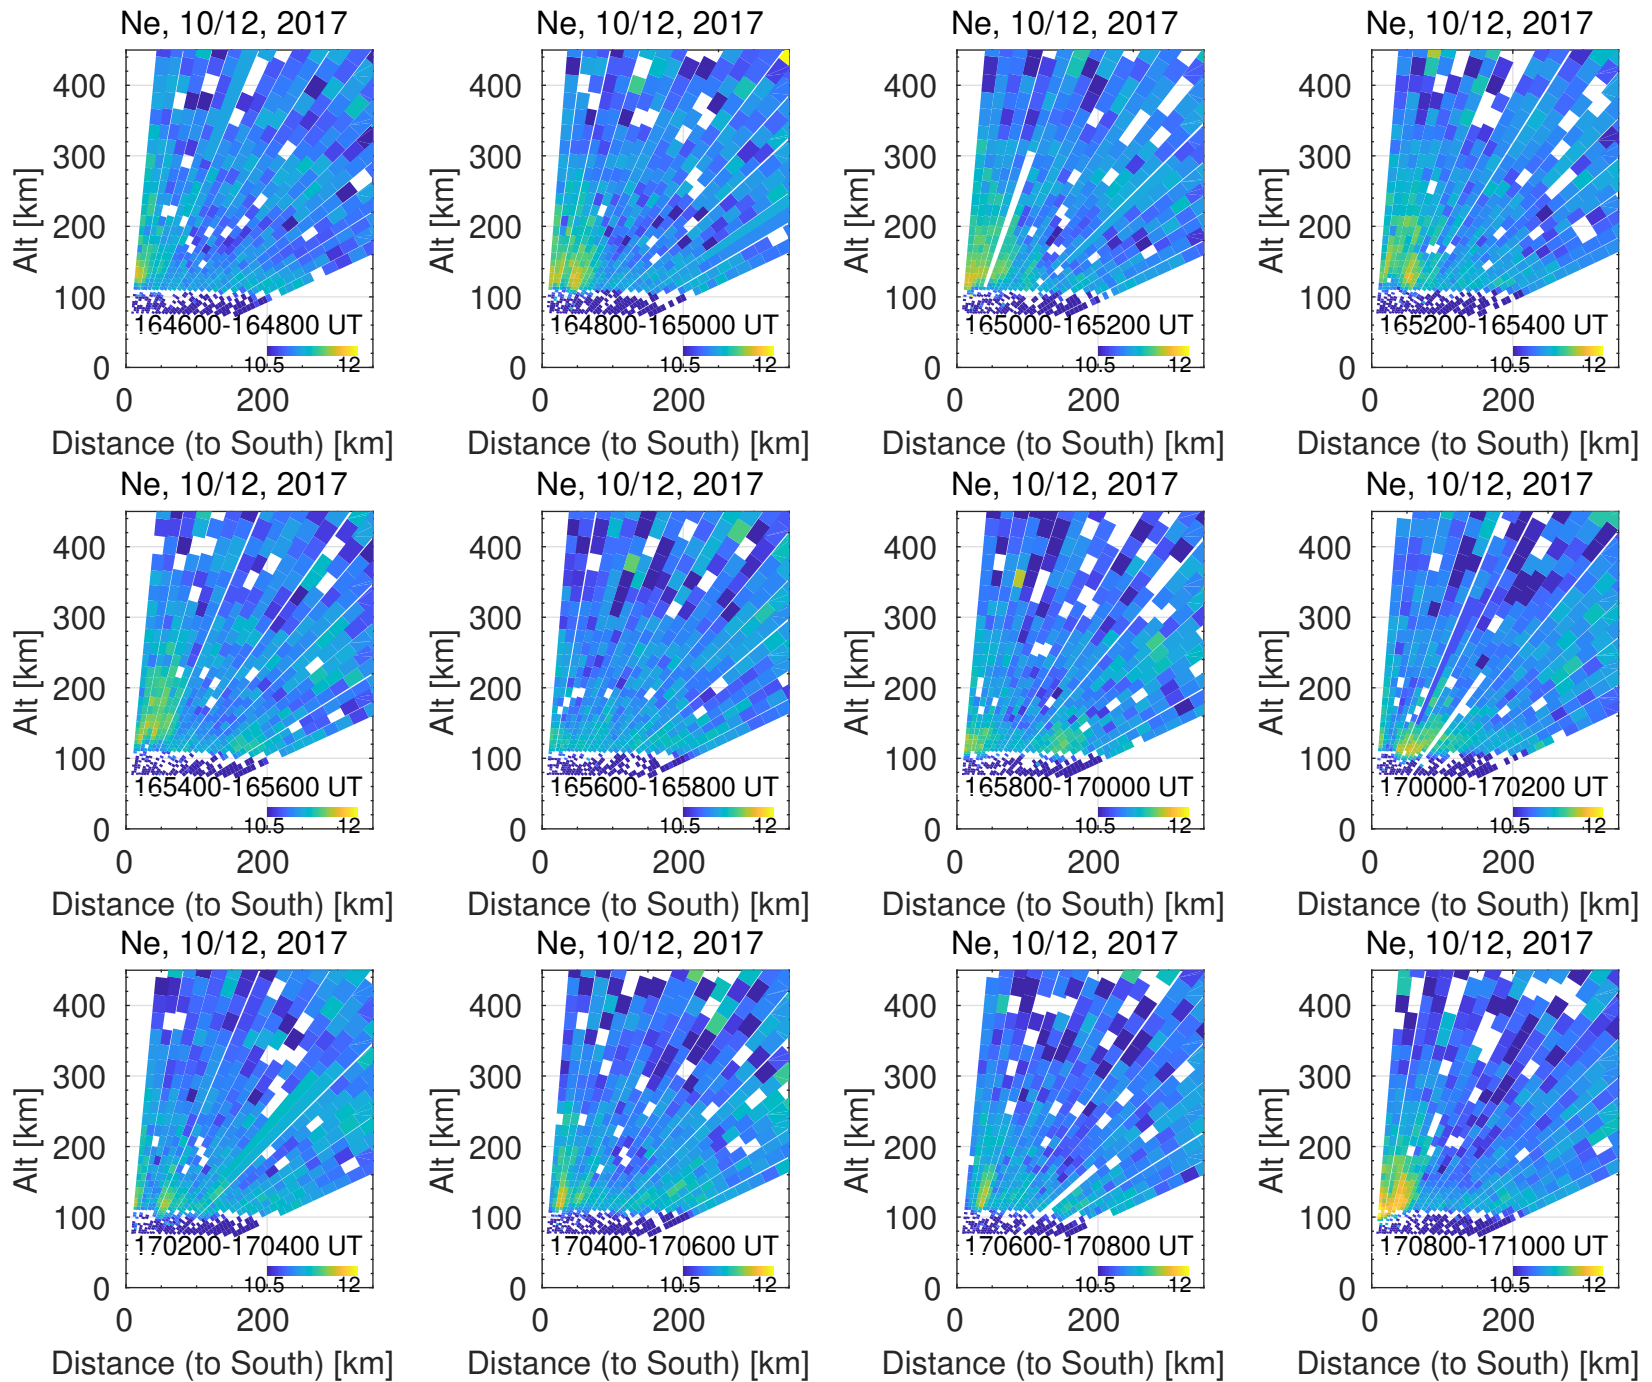 Ne, 10/12, 2017 Ne, 10/12, 2017 Ne, 10/12, 2017 Ne, 10/12, 2017
400 400 400 400
300 300 300 300
200 200 200 200
100 100 100 100
0 0 0 0
Alt [km] Alt [km] Alt [km] Alt [km]
164600-164800 UT 164800-165000 UT 165000-165200 UT 165200-165400 UT
10.5 12 10.5 12 10.5 12 10.5 12
0 200 0 200 0 200 0 200
Distance (to South) [km] Distance (to South) [km] Distance (to South) [km] Distance (to South) [km]
Ne, 10/12, 2017 Ne, 10/12, 2017 Ne, 10/12, 2017 Ne, 10/12, 2017
400 400 400 400
300 300 300 300
200 200 200 200
100 100 100 100
0 0 0 0
Alt [km] Alt [km] Alt [km] Alt [km]
165400-165600 UT 165600-165800 UT 165800-170000 UT 170000-170200 UT
10.5 12 10.5 12 10.5 12 10.5 12
0 200 0 200 0 200 0 200
Distance (to South) [km] Distance (to South) [km] Distance (to South) [km] Distance (to South) [km]
Ne, 10/12, 2017 Ne, 10/12, 2017 Ne, 10/12, 2017 Ne, 10/12, 2017
400 400 400 400
300 300 300 300
200 200 200 200
100 100 100 100
0 0 0 0
Alt [km] Alt [km] Alt [km] Alt [km]
170200-170400 UT 170400-170600 UT 170600-170800 UT 170800-171000 UT
10.5 12 10.5 12 10.5 12 10.5 12
0 200 0 200 0 200 0 200
Distance (to South) [km] Distance (to South) [km] Distance (to South) [km] Distance (to South) [km]